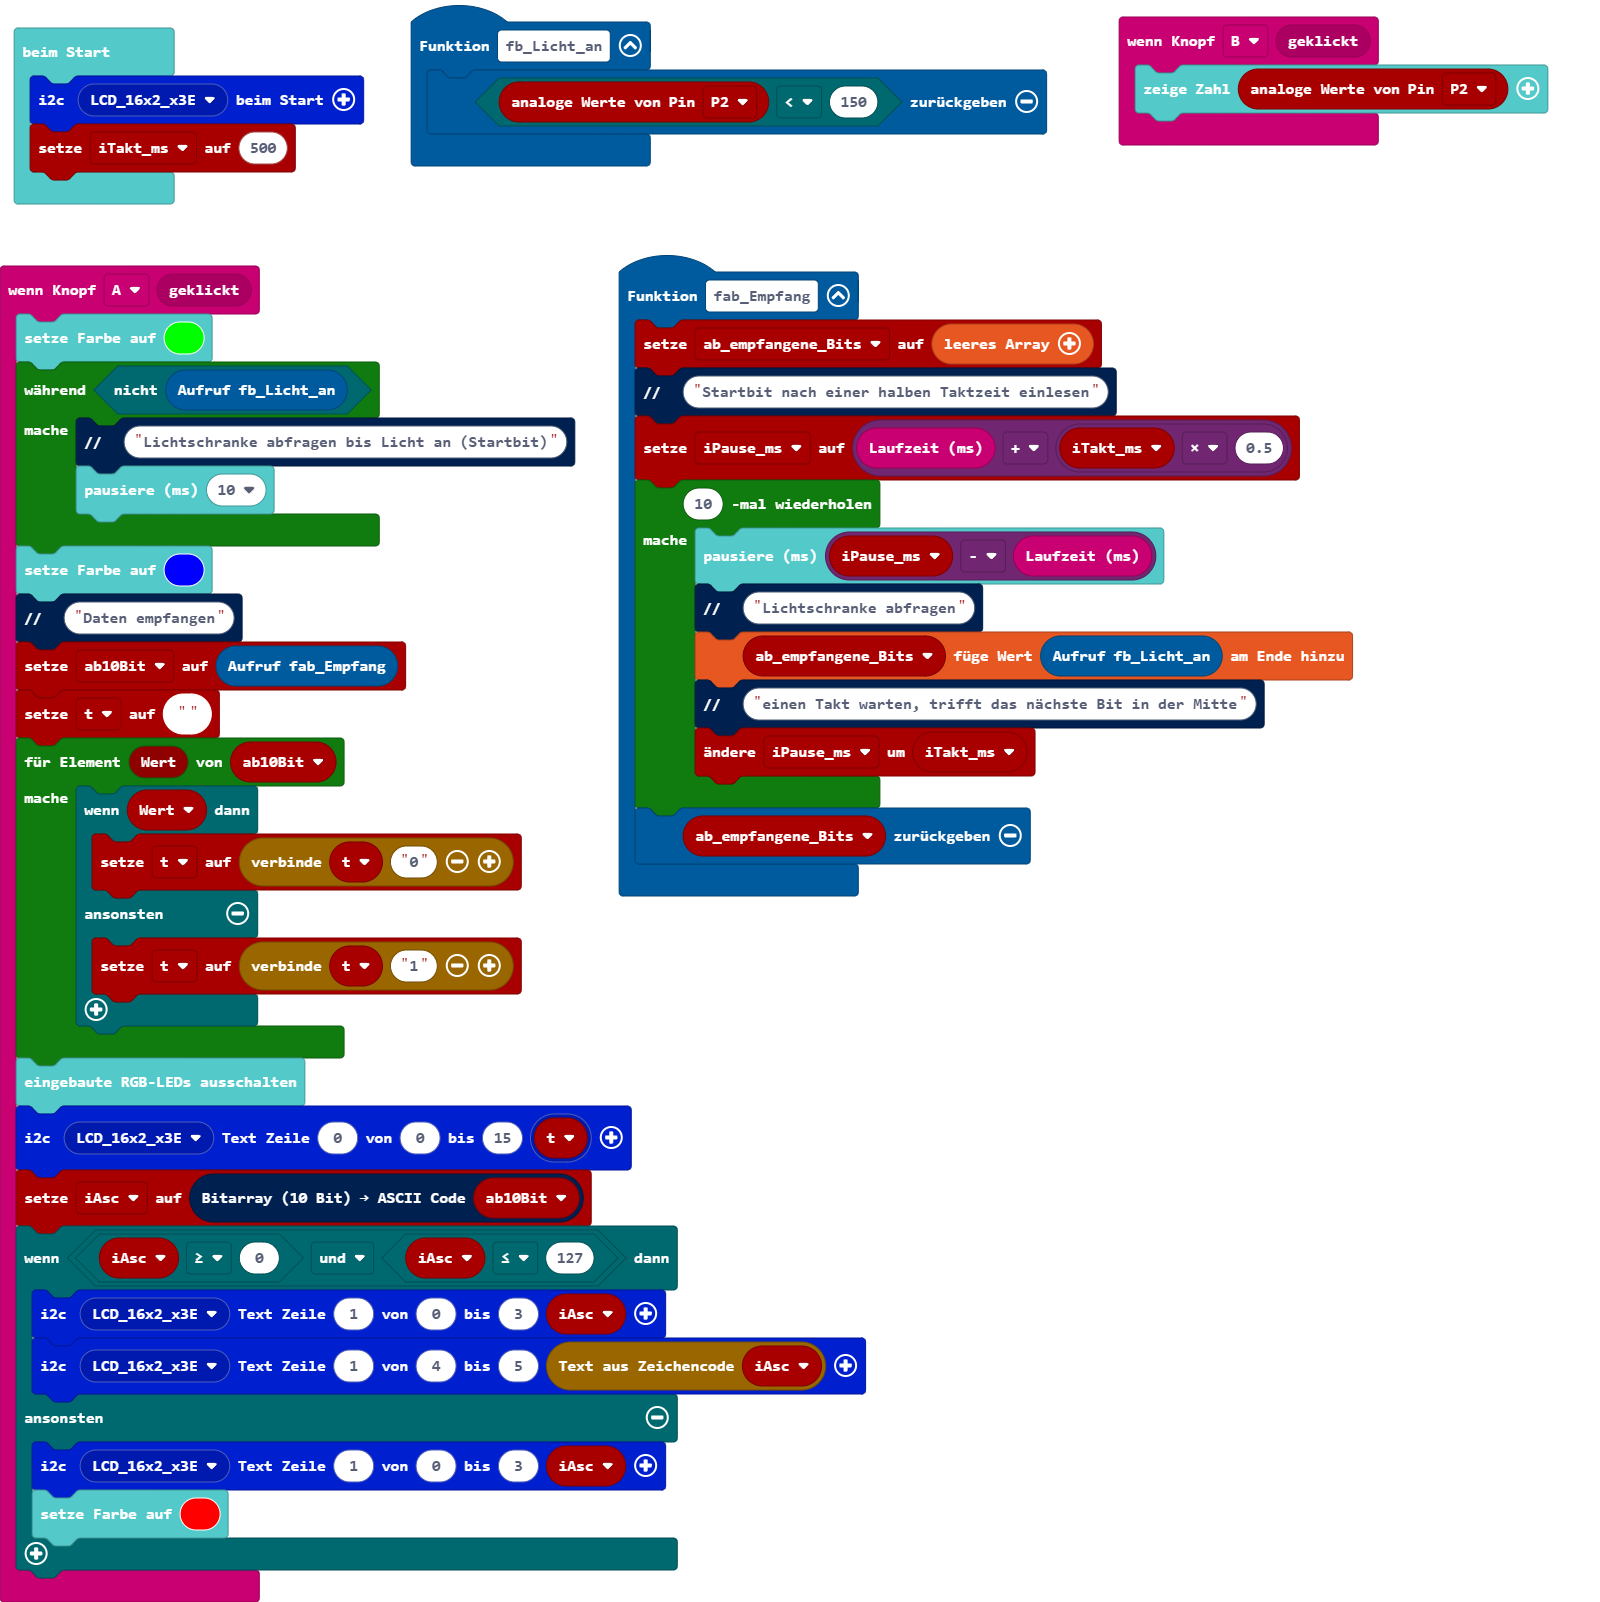 beim Start
i2c LCD_16x2_x3E beim Start
setze iTakt_ms auf 500
Funktion fb_Licht_an
analoge Werte von Pin P2 < 150 zurückgeben
wenn Knopf B geklickt
zeige Zahl analoge Werte von Pin P2
wenn Knopf A geklickt
setze Farbe auf
während nicht Aufruf fb_Licht_an
mache // "Lichtschranke abfragen bis Licht an (Startbit)"
pausiere (ms) 10
setze Farbe auf
// "Daten empfangen"
setze ab10Bit auf Aufruf fab_Empfang
setze t auf " "
für Element Wert von ab10Bit
mache wenn Wert dann
setze t auf verbinde t "0"
ansonsten
setze t auf verbinde t "1"
eingebaute RGB-LEDs ausschalten
i2c LCD_16x2_x3E Text Zeile 0 von 0 bis 15 t
setze iAsc auf Bitarray (10 Bit) → ASCII Code ab10Bit
wenn iAsc ≥ 0 und iAsc ≤ 127 dann
i2c LCD_16x2_x3E Text Zeile 1 von 0 bis 3 iAsc
i2c LCD_16x2_x3E Text Zeile 1 von 4 bis 5 Text aus Zeichencode iAsc
ansonsten
i2c LCD_16x2_x3E Text Zeile 1 von 0 bis 3 iAsc
setze Farbe auf
Funktion fab_Empfang
setze ab_empfangene_Bits auf leeres Array
// "Startbit nach einer halben Taktzeit einlesen"
setze iPause_ms auf Laufzeit (ms) + iTakt_ms × 0.5
10 -mal wiederholen
mache pausiere (ms) iPause_ms - Laufzeit (ms)
// "Lichtschranke abfragen"
ab_empfangene_Bits füge Wert Aufruf fb_Licht_an am Ende hinzu
// "einen Takt warten, trifft das nächste Bit in der Mitte"
ändere iPause_ms um iTakt_ms
ab_empfangene_Bits zurückgeben